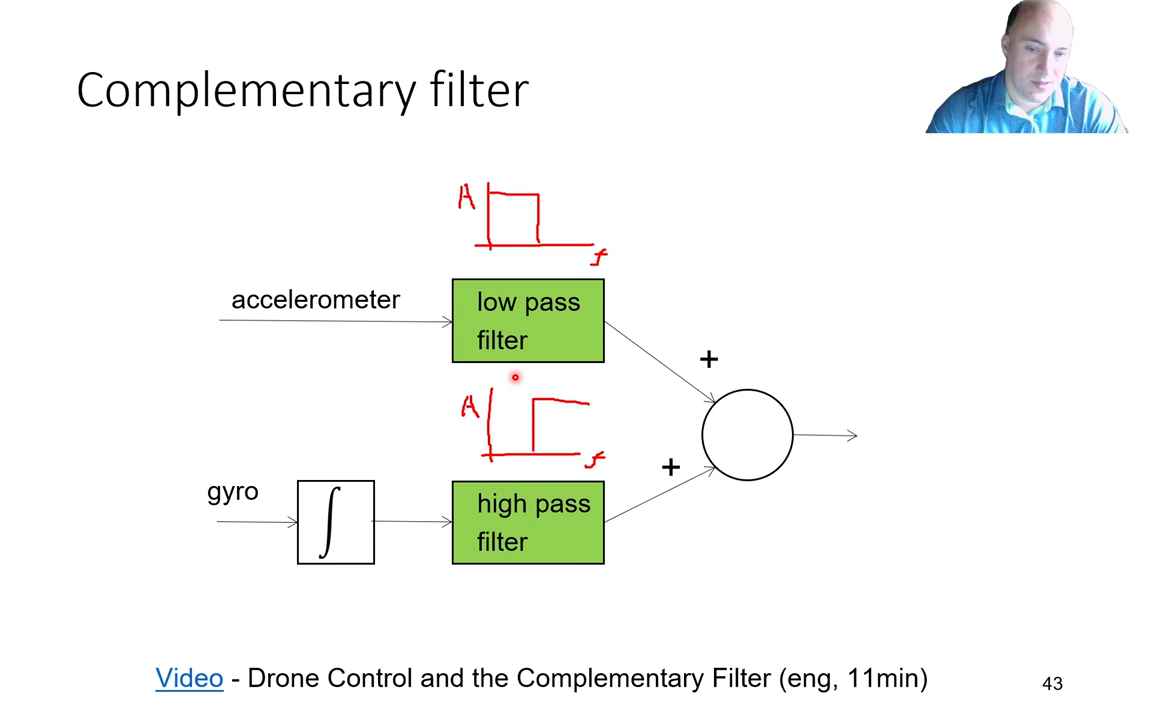 Complementary filter
A
f
accelerometer
low pass
filter
+
A
f
+
gyro
∫
high pass
filter
Video - Drone Control and the Complementary Filter (eng, 11min)
43